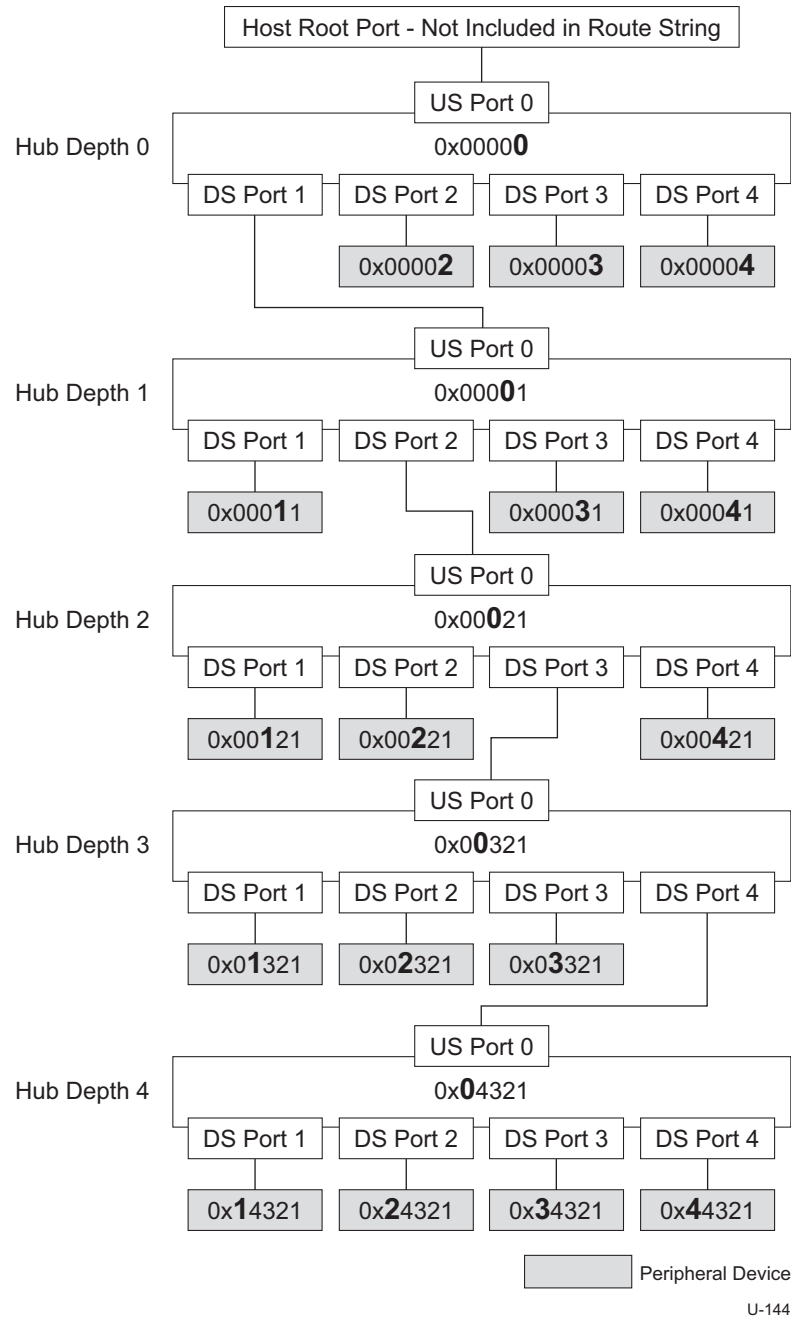 Host Root Port - Not Included in Route String
US Port 0
Hub Depth 0
0x00000
DS Port 1 DS Port 2 DS Port 3 DS Port 4
0x00002 0x00003 0x00004
US Port 0
Hub Depth 1
0x00001
DS Port 1 DS Port 2 DS Port 3 DS Port 4
0x00011 0x00031 0x00041
US Port 0
Hub Depth 2
0x00021
DS Port 1 DS Port 2 DS Port 3 DS Port 4
0x00121 0x00221 0x00421
US Port 0
Hub Depth 3
0x00321
DS Port 1 DS Port 2 DS Port 3 DS Port 4
0x01321 0x02321 0x03321
US Port 0
Hub Depth 4
0x04321
DS Port 1 DS Port 2 DS Port 3 DS Port 4
0x14321 0x24321 0x34321 0x44321
Peripheral Device
U-144